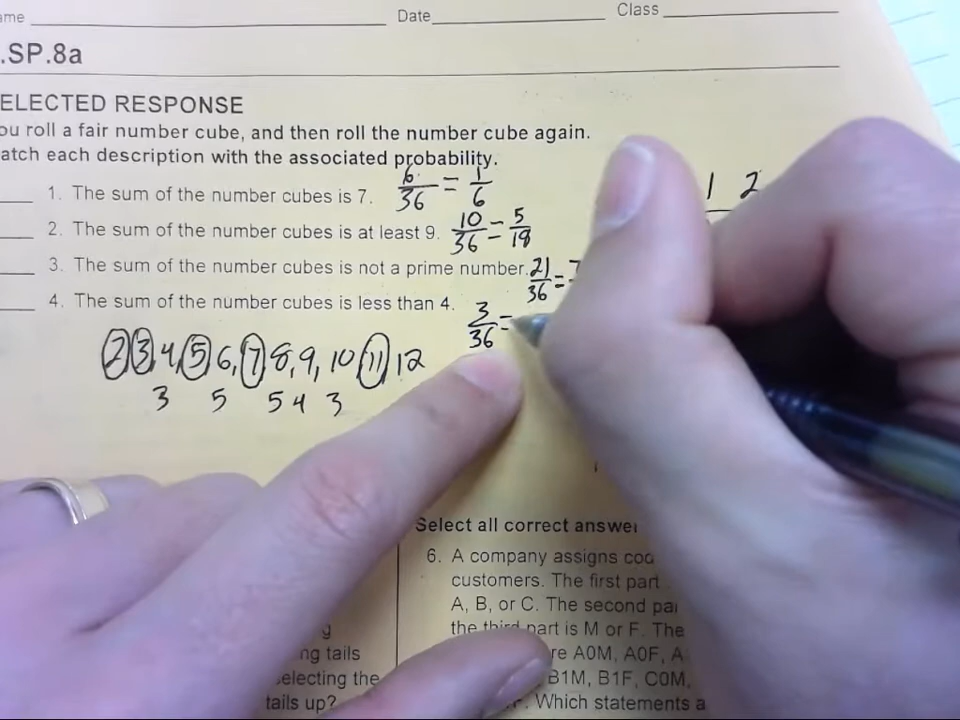 ame Date Class
.SP.8a
ELECTED RESPONSE
ou roll a fair number cube, and then roll the number cube again.
atch each description with the associated probability.
1. The sum of the number cubes is 7. 6/36 = 1/6
1 2
2. The sum of the number cubes is at least 9. 10/36 = 5/18
3. The sum of the number cubes is not a prime number. 21/36 = 7
4. The sum of the number cubes is less than 4. 3/36 =
2 3 4 5 6, 7 8, 9, 10 11 12
3 5 5 4 3
Select all correct answer
6. A company assigns cod
customers. The first part
A, B, or C. The second par
the third part is M or F. The
g
ng tails
re A0M, A0F, A
electing the
B1M, B1F, C0M,
tails up?
Which statements a